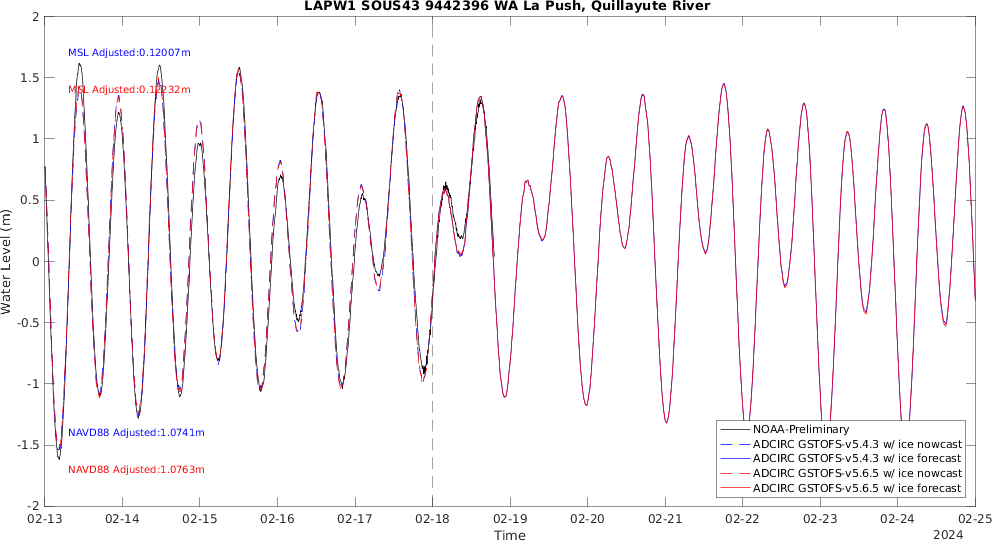 LAPW1 SOUS43 9442396 WA La Push, Quillayute River
2
MSL Adjusted:0.12007m
1.5
MSL Adjusted:0.12232m
1
0.5
0
-0.5
-1
-1.5
-2
Water Level (m)
NAVD88 Adjusted:1.0741m
NAVD88 Adjusted:1.0763m
NOAA-Preliminary
ADCIRC GSTOFS-v5.4.3 w/ ice nowcast
ADCIRC GSTOFS-v5.4.3 w/ ice forecast
ADCIRC GSTOFS-v5.6.5 w/ ice nowcast
ADCIRC GSTOFS-v5.6.5 w/ ice forecast
02-13 02-14 02-15 02-16 02-17 02-18 02-19 02-20 02-21 02-22 02-23 02-24 02-25
Time
2024